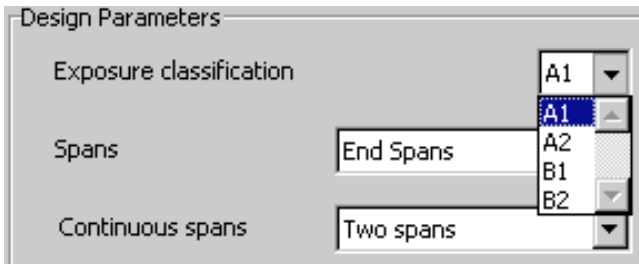 Design Parameters
Exposure classification A1
A1
A2
Spans End Spans
B1
B2
Continuous spans Two spans